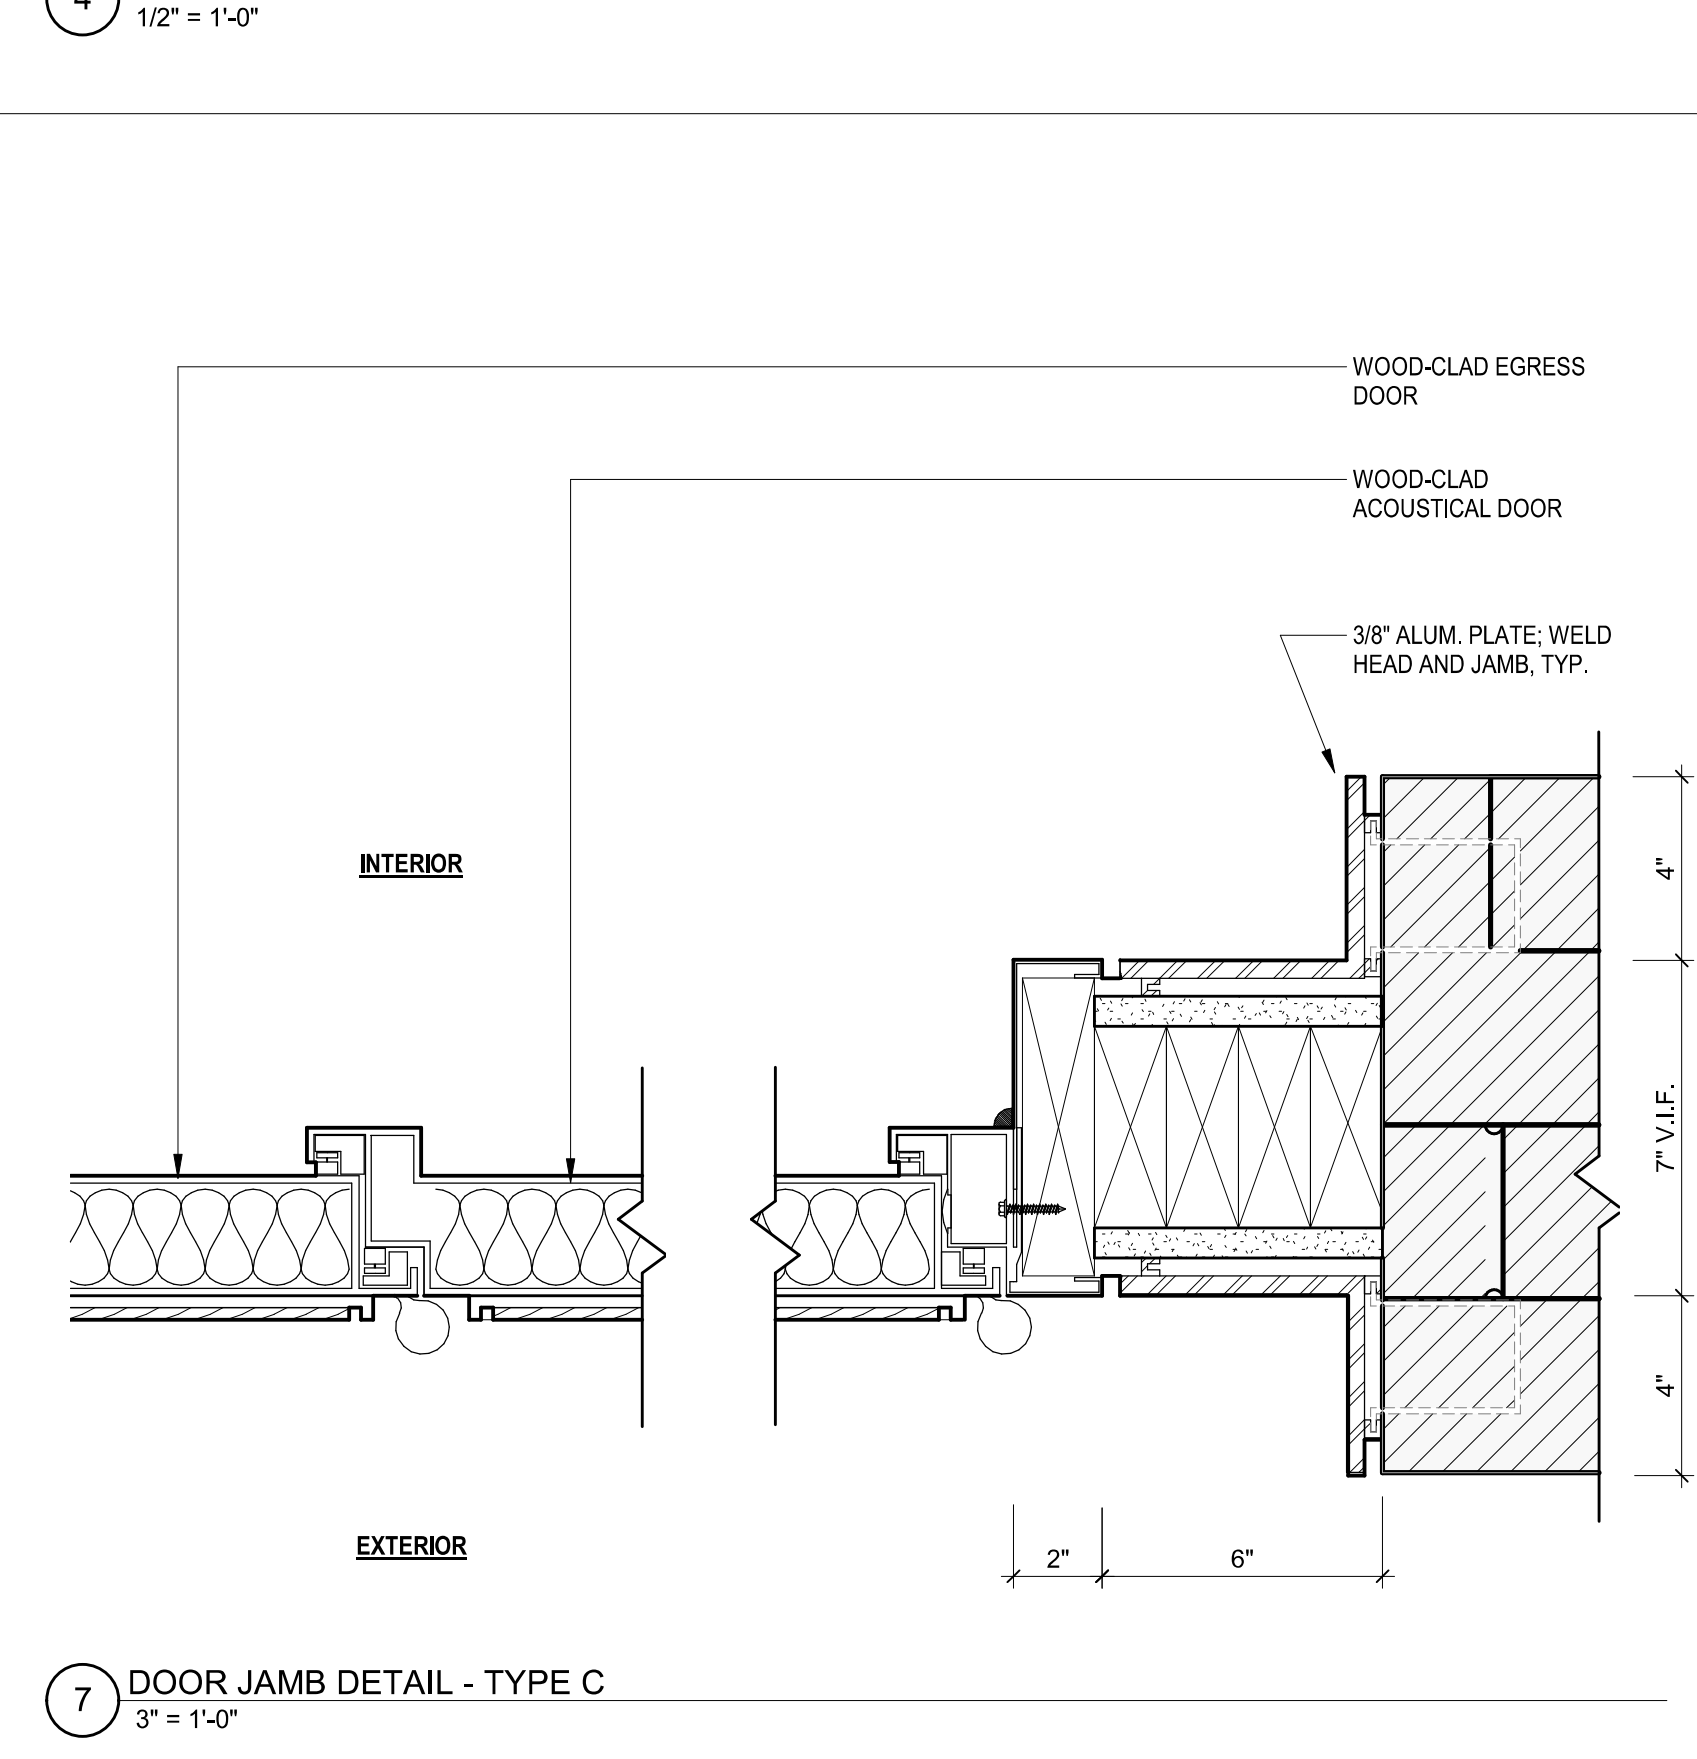 4
1/2" = 1'-0"
WOOD-CLAD EGRESS
DOOR
WOOD-CLAD
ACOUSTICAL DOOR
3/8" ALUM. PLATE; WELD
HEAD AND JAMB, TYP.
INTERIOR
4"
7" V.I.F.
4"
EXTERIOR
2"
6"
7
DOOR JAMB DETAIL - TYPE C
3" = 1'-0"